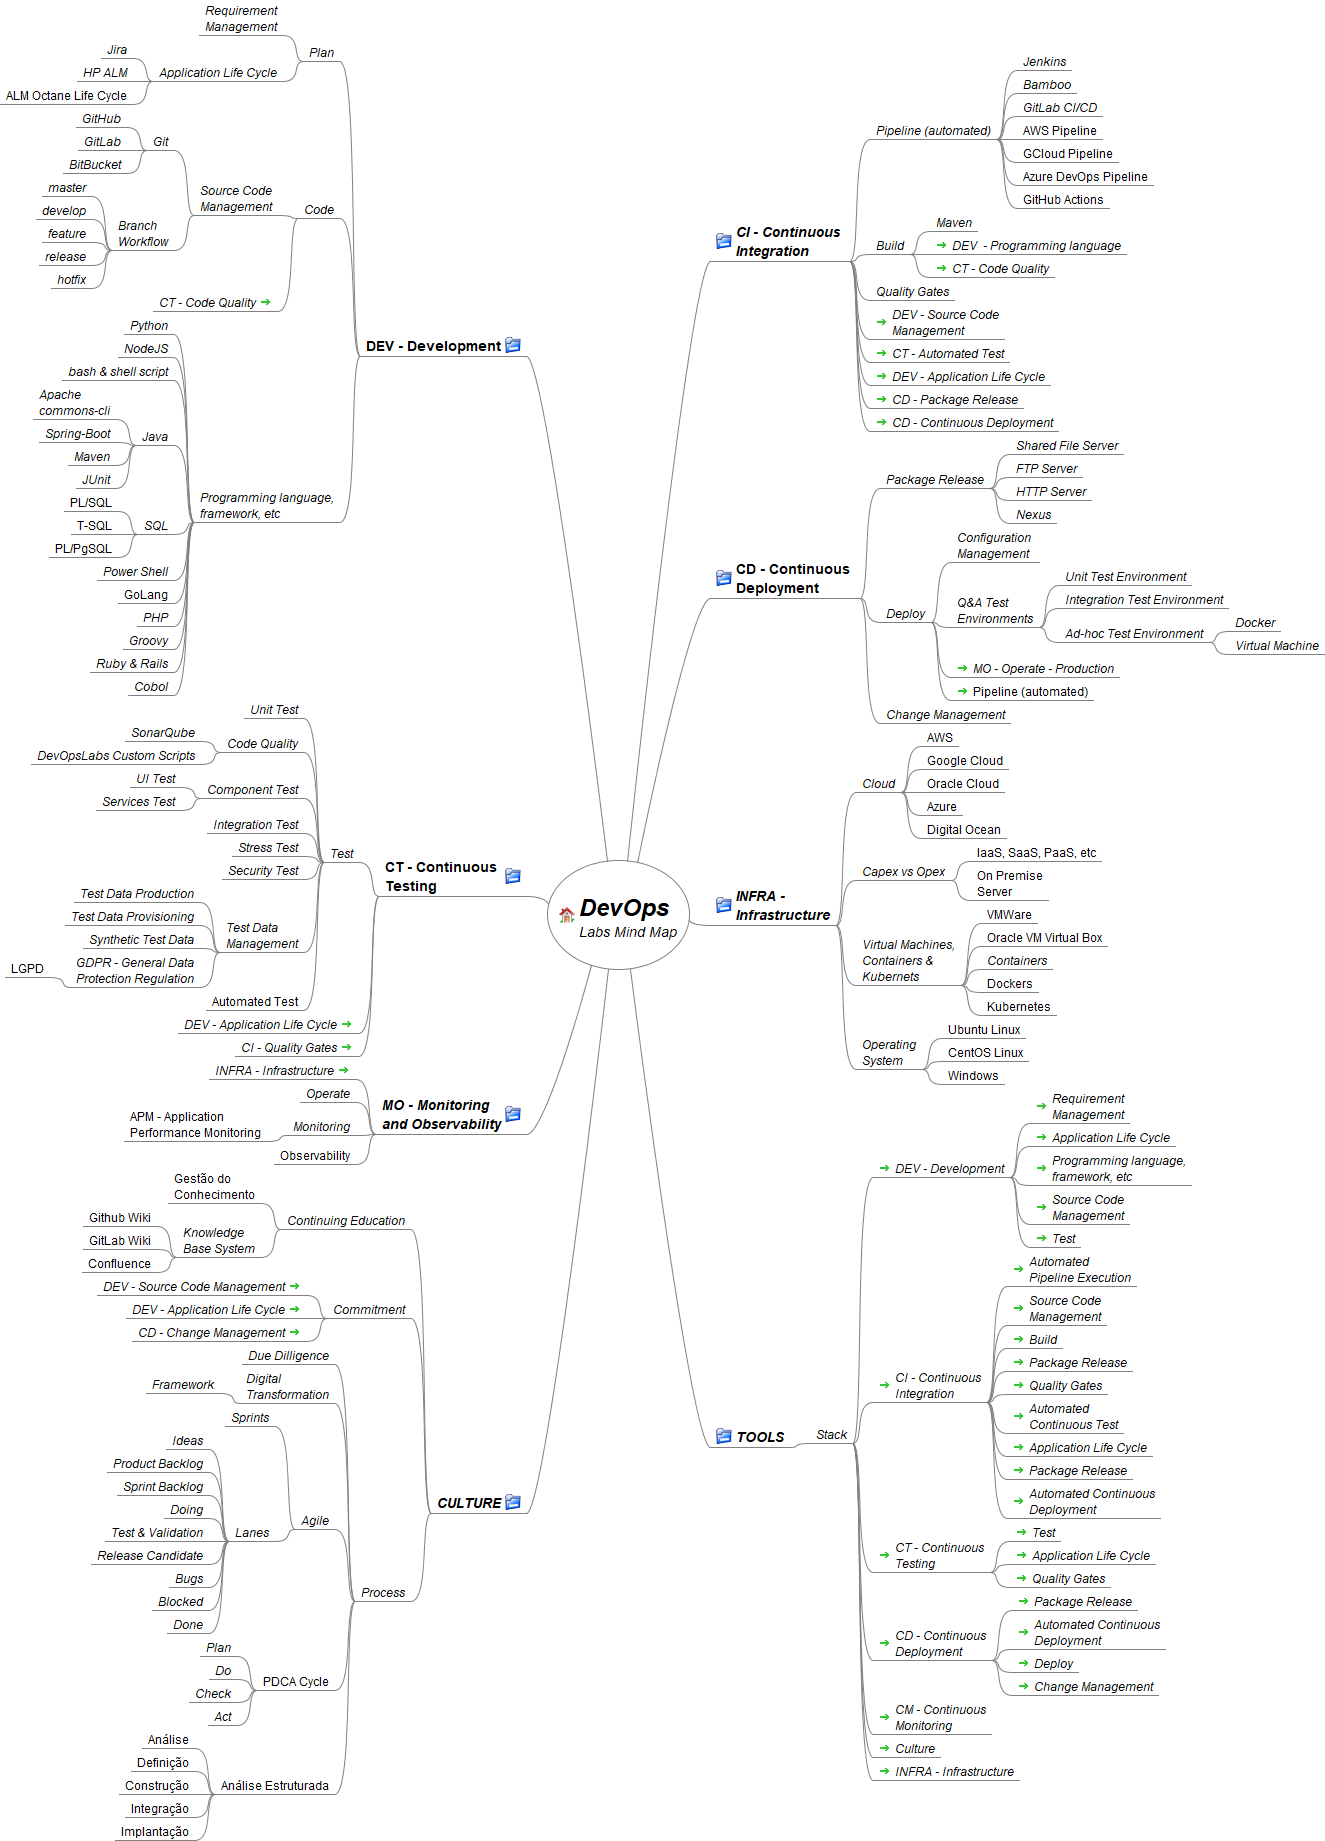 DevOps
Labs Mind Map
DEV - Development
Plan
Requirement
Management
Application Life Cycle
Jira
HP ALM
ALM Octane Life Cycle
Code
Source Code
Management
Git
GitHub
GitLab
BitBucket
Branch
Workflow
master
develop
feature
release
hotfix
CT - Code Quality
Programming language,
framework, etc
Python
NodeJS
bash & shell script
Java
Apache
commons-cli
Spring-Boot
Maven
JUnit
SQL
PL/SQL
T-SQL
PL/PgSQL
Power Shell
GoLang
PHP
Groovy
Ruby & Rails
Cobol
CT - Continuous
Testing
Test
Unit Test
Code Quality
SonarQube
DevOpsLabs Custom Scripts
Component Test
UI Test
Services Test
Integration Test
Stress Test
Security Test
Test Data
Management
Test Data Production
Test Data Provisioning
Synthetic Test Data
GDPR - General Data
Protection Regulation
LGPD
Automated Test
DEV - Application Life Cycle
CI - Quality Gates
MO - Monitoring
and Observability
INFRA - Infrastructure
Operate
Monitoring
APM - Application
Performance Monitoring
Observability
CULTURE
Continuing Education
Gestão do
Conhecimento
Knowledge
Base System
Github Wiki
GitLab Wiki
Confluence
Commitment
DEV - Source Code Management
DEV - Application Life Cycle
CD - Change Management
Process
Due Dilligence
Digital
Transformation
Framework
Agile
Sprints
Lanes
Ideas
Product Backlog
Sprint Backlog
Doing
Test & Validation
Release Candidate
Bugs
Blocked
Done
PDCA Cycle
Plan
Do
Check
Act
Análise Estruturada
Análise
Definição
Construção
Integração
Implantação
CI - Continuous
Integration
Pipeline (automated)
Jenkins
Bamboo
GitLab CI/CD
AWS Pipeline
GCloud Pipeline
Azure DevOps Pipeline
GitHub Actions
Build
Maven
DEV - Programming language
CT - Code Quality
Quality Gates
DEV - Source Code
Management
CT - Automated Test
DEV - Application Life Cycle
CD - Package Release
CD - Continuous Deployment
CD - Continuous
Deployment
Package Release
Shared File Server
FTP Server
HTTP Server
Nexus
Deploy
Configuration
Management
Q&A Test
Environments
Unit Test Environment
Integration Test Environment
Ad-hoc Test Environment
Docker
Virtual Machine
MO - Operate - Production
Pipeline (automated)
Change Management
INFRA -
Infrastructure
Cloud
AWS
Google Cloud
Oracle Cloud
Azure
Digital Ocean
Capex vs Opex
IaaS, SaaS, PaaS, etc
On Premise
Server
Virtual Machines,
Containers &
Kubernets
VMWare
Oracle VM Virtual Box
Containers
Dockers
Kubernetes
Operating
System
Ubuntu Linux
CentOS Linux
Windows
TOOLS
Stack
DEV - Development
Requirement
Management
Application Life Cycle
Programming language,
framework, etc
Source Code
Management
Test
CI - Continuous
Integration
Automated
Pipeline Execution
Source Code
Management
Build
Package Release
Quality Gates
Automated
Continuous Test
Application Life Cycle
Package Release
Automated Continuous
Deployment
CT - Continuous
Testing
Test
Application Life Cycle
Quality Gates
CD - Continuous
Deployment
Package Release
Automated Continuous
Deployment
Deploy
Change Management
CM - Continuous
Monitoring
Culture
INFRA - Infrastructure